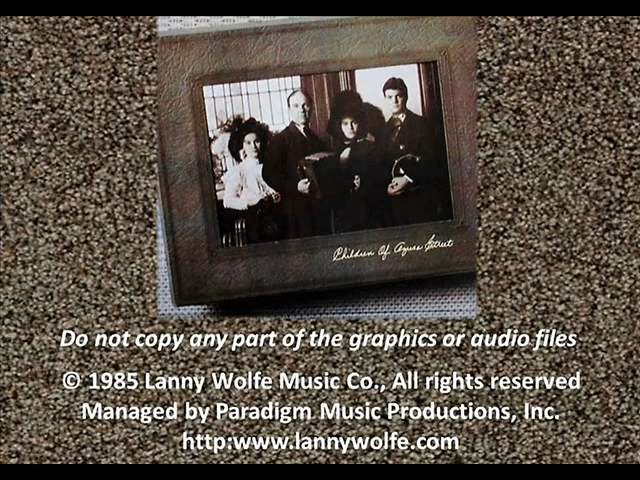 Children Of Azusa Street
Do not copy any part of the graphics or audio files
© 1985 Lanny Wolfe Music Co., All rights reserved
Managed by Paradigm Music Productions, Inc.
http:www.lannywolfe.com